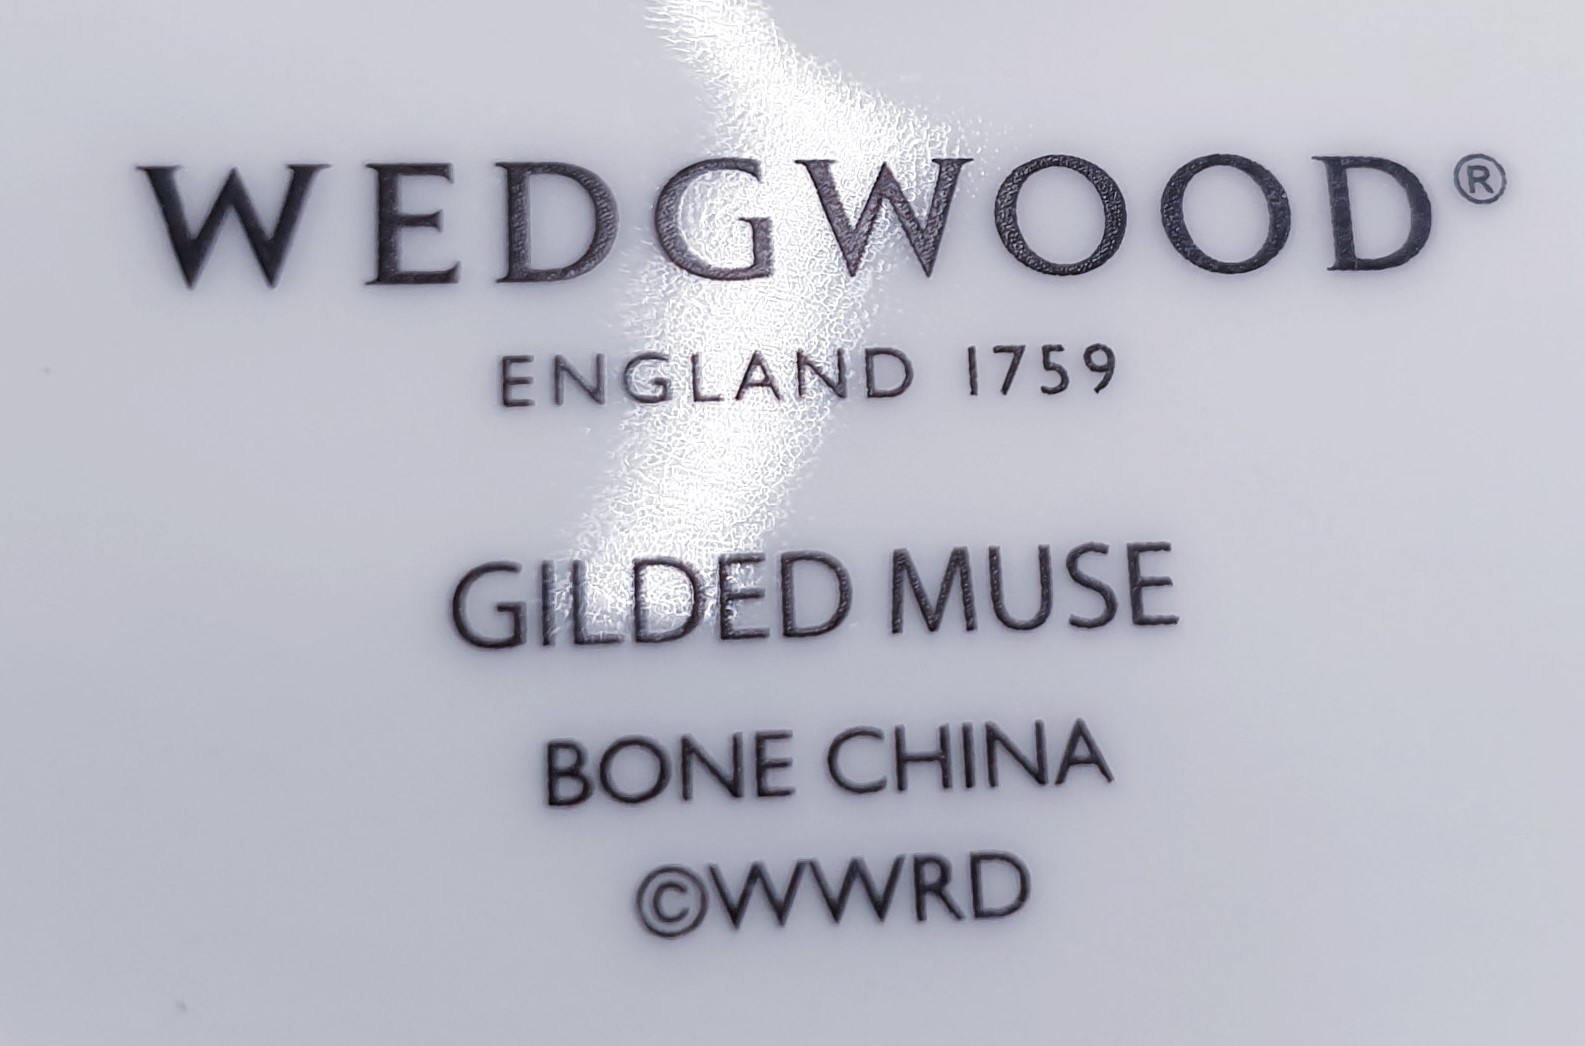 WEDGWOOD®
ENGLAND 1759
GILDED MUSE
BONE CHINA
©WWRD